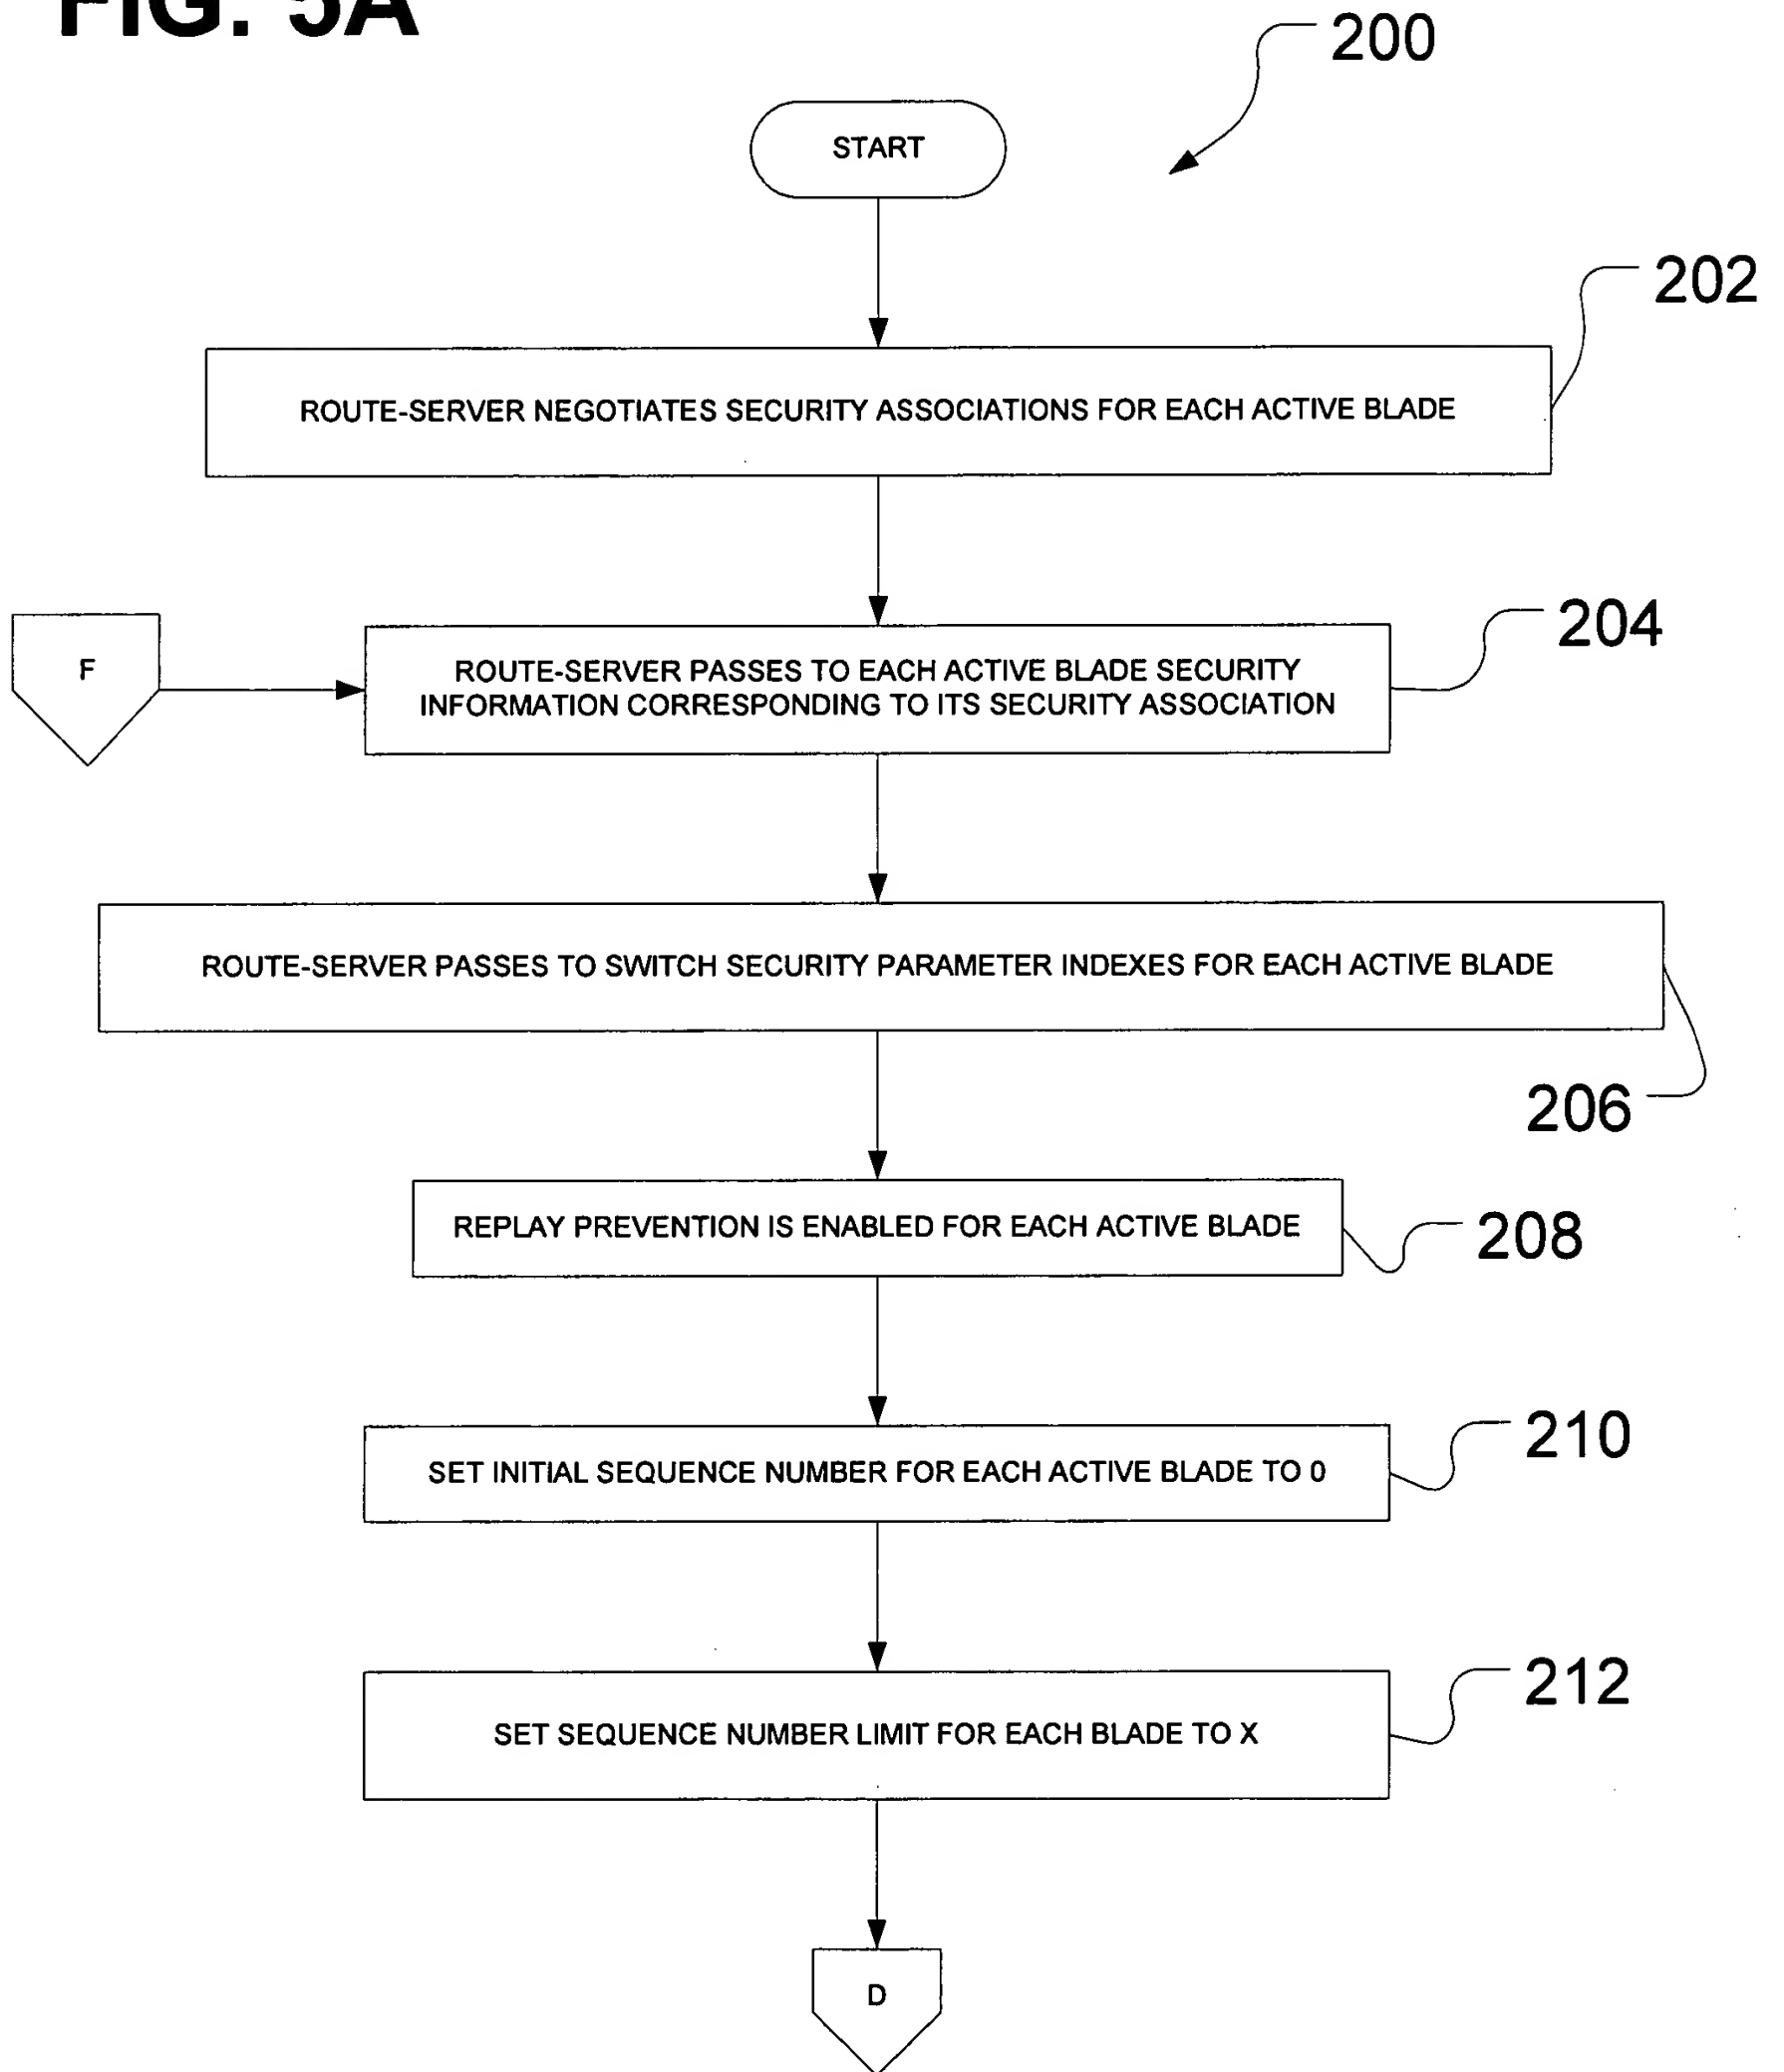 FIG. 5A
200
START
202
ROUTE-SERVER NEGOTIATES SECURITY ASSOCIATIONS FOR EACH ACTIVE BLADE
204
F
ROUTE-SERVER PASSES TO EACH ACTIVE BLADE SECURITY
INFORMATION CORRESPONDING TO ITS SECURITY ASSOCIATION
ROUTE-SERVER PASSES TO SWITCH SECURITY PARAMETER INDEXES FOR EACH ACTIVE BLADE
206
REPLAY PREVENTION IS ENABLED FOR EACH ACTIVE BLADE
208
SET INITIAL SEQUENCE NUMBER FOR EACH ACTIVE BLADE TO 0
210
SET SEQUENCE NUMBER LIMIT FOR EACH BLADE TO X
212
D